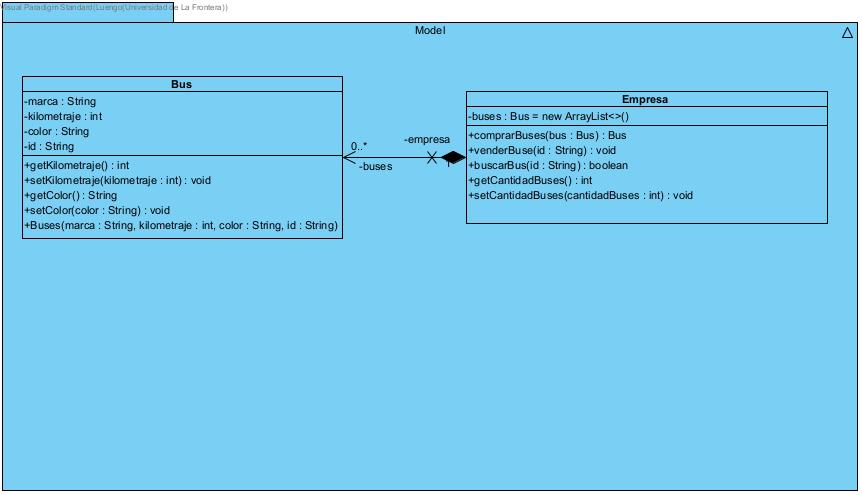 Visual Paradigm Standard(Luengo(Universidad de La Frontera))
Model
Bus
-marca : String
-kilometraje : int
-color : String
-id : String
+getKilometraje() : int
+setKilometraje(kilometraje : int) : void
+getColor() : String
+setColor(color : String) : void
+Buses(marca : String, kilometraje : int, color : String, id : String)
0..*
-buses
-empresa
Empresa
-buses : Bus = new ArrayList<>()
+comprarBuses(bus : Bus) : Bus
+venderBuse(id : String) : void
+buscarBus(id : String) : boolean
+getCantidadBuses() : int
+setCantidadBuses(cantidadBuses : int) : void